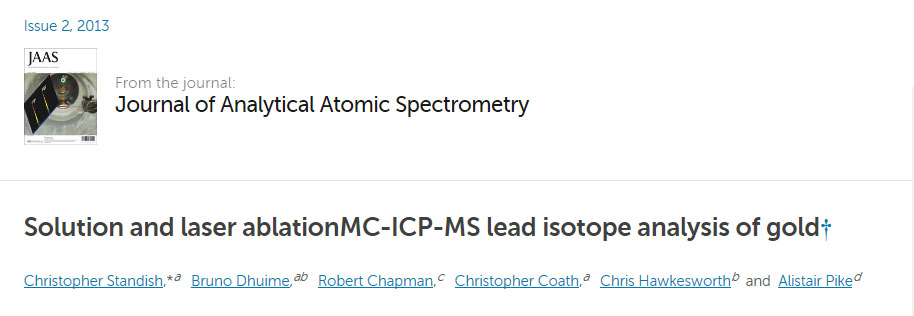 Issue 2, 2013
JAAS
From the journal:
Journal of Analytical Atomic Spectrometry
Solution and laser ablationMC-ICP-MS lead isotope analysis of gold†
Christopher Standish,*a Bruno Dhuime,ab Robert Chapman,c Christopher Coath,a Chris Hawkesworthb and Alistair Piked